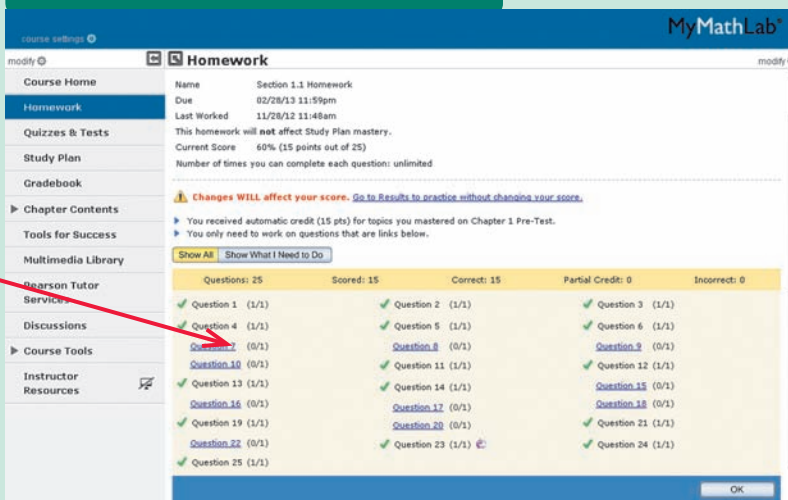 MyMathLab®
course settings
modify
Homework
modify
Course Home
Homework
Quizzes & Tests
Study Plan
Gradebook
Chapter Contents
Tools for Success
Multimedia Library
Pearson Tutor
Services
Discussions
Course Tools
Instructor
Resources
Name Section 1.1 Homework
Due 02/28/13 11:59pm
Last Worked 11/28/12 11:48am
This homework will not affect Study Plan mastery.
Current Score 60% (15 points out of 25)
Number of times you can complete each question: unlimited
Changes WILL affect your score. Go to Results to practice without changing your score.
You received automatic credit (15 pts) for topics you mastered on Chapter 1 Pre-Test.
You only need to work on questions that are links below.
Show All Show What I Need to Do
Questions: 25 Scored: 15 Correct: 15 Partial Credit: 0 Incorrect: 0
Question 1 (1/1) Question 2 (1/1) Question 3 (1/1)
Question 4 (1/1) Question 5 (1/1) Question 6 (1/1)
Question 7 (0/1) Question 8 (0/1) Question 9 (0/1)
Question 10 (0/1) Question 11 (1/1) Question 12 (1/1)
Question 13 (1/1) Question 14 (1/1) Question 15 (0/1)
Question 16 (0/1) Question 17 (0/1) Question 18 (0/1)
Question 19 (1/1) Question 20 (0/1) Question 21 (1/1)
Question 22 (0/1) Question 23 (1/1) Question 24 (1/1)
Question 25 (1/1)
OK